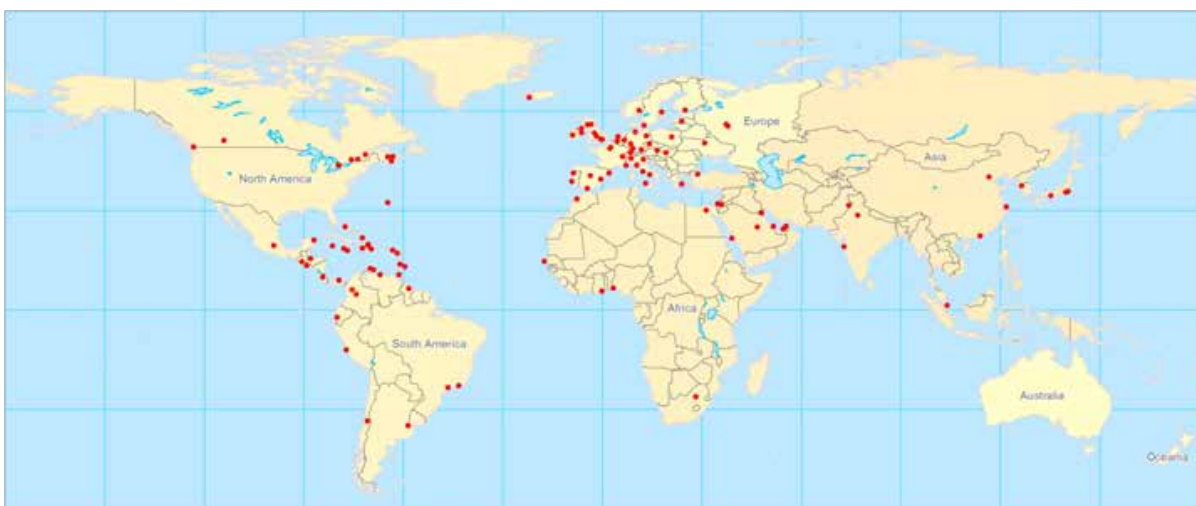 Europe
Asia
North America
Africa
South America
Australia
Oceania